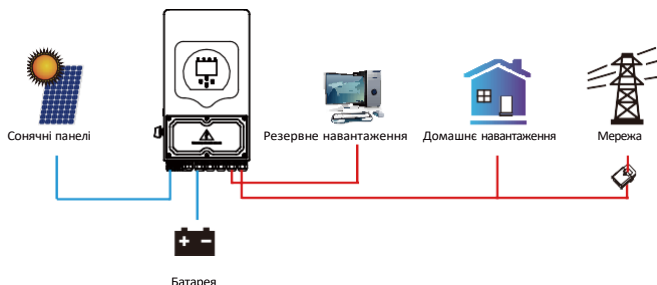 Сонячні панелі
Резервне навантаження
Домашнє навантаження
Мережа
Батарея